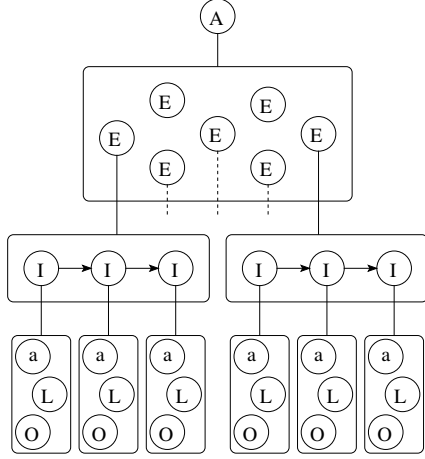 A
E E
E E E
E E
I I I I I I
a a a a a a
L L L L L L
O O O O O O